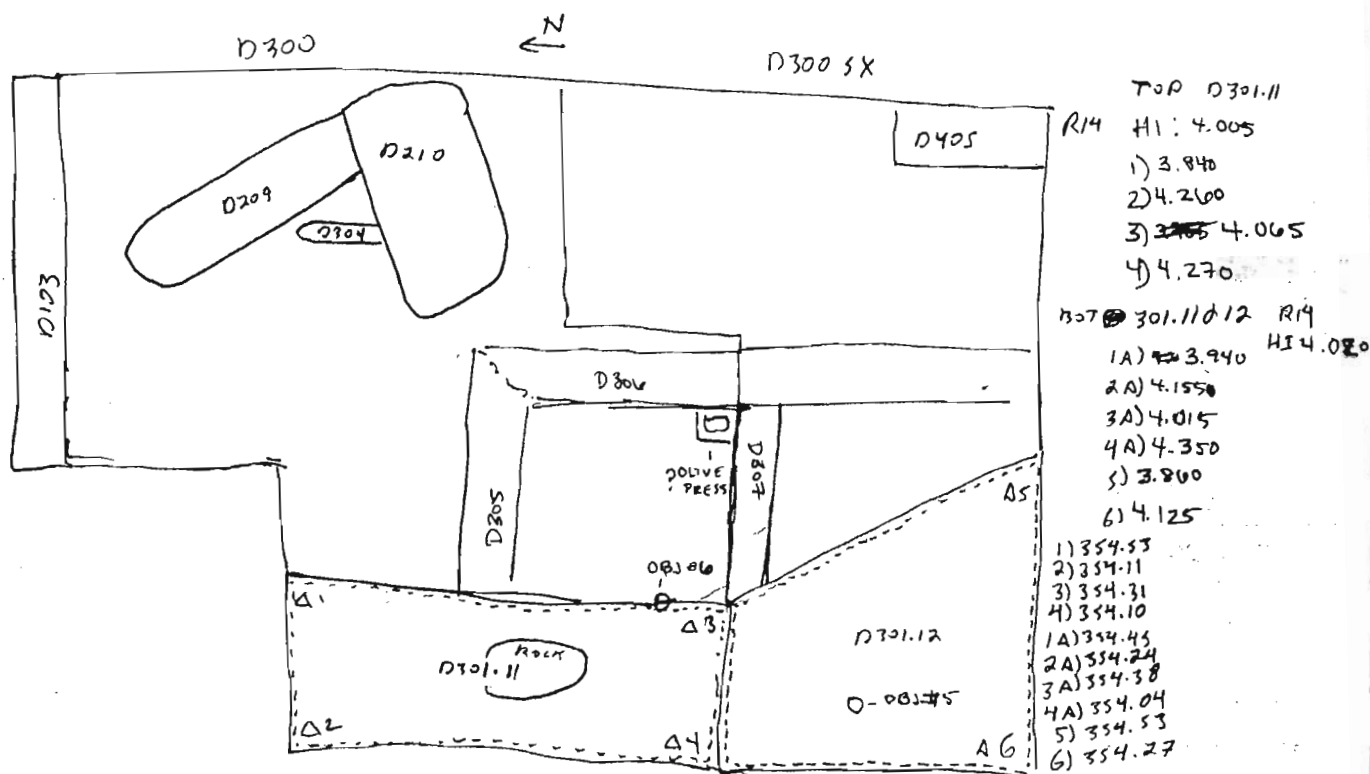 N
D300
D300 SX
D405
D210
D209
D304
D103
D306
OLIVE
PRESS
D307
D305
OBJ #6
Δ1
Δ3
Δ5
ROCK
D301.11
D301.12
O-OBJ#5
Δ2
Δ4
Δ6
TOP D301.11
R14 HI: 4.005
1) 3.840
2) 4.260
3) 4.065
4) 4.270
BOT 301.11&12 R14
HI 4.080
1A) 3.940
2A) 4.155
3A) 4.015
4A) 4.350
5) 3.860
6) 4.125
1) 354.53
2) 354.11
3) 354.31
4) 354.10
1A) 354.45
2A) 354.24
3A) 354.38
4A) 354.04
5) 354.53
6) 354.27